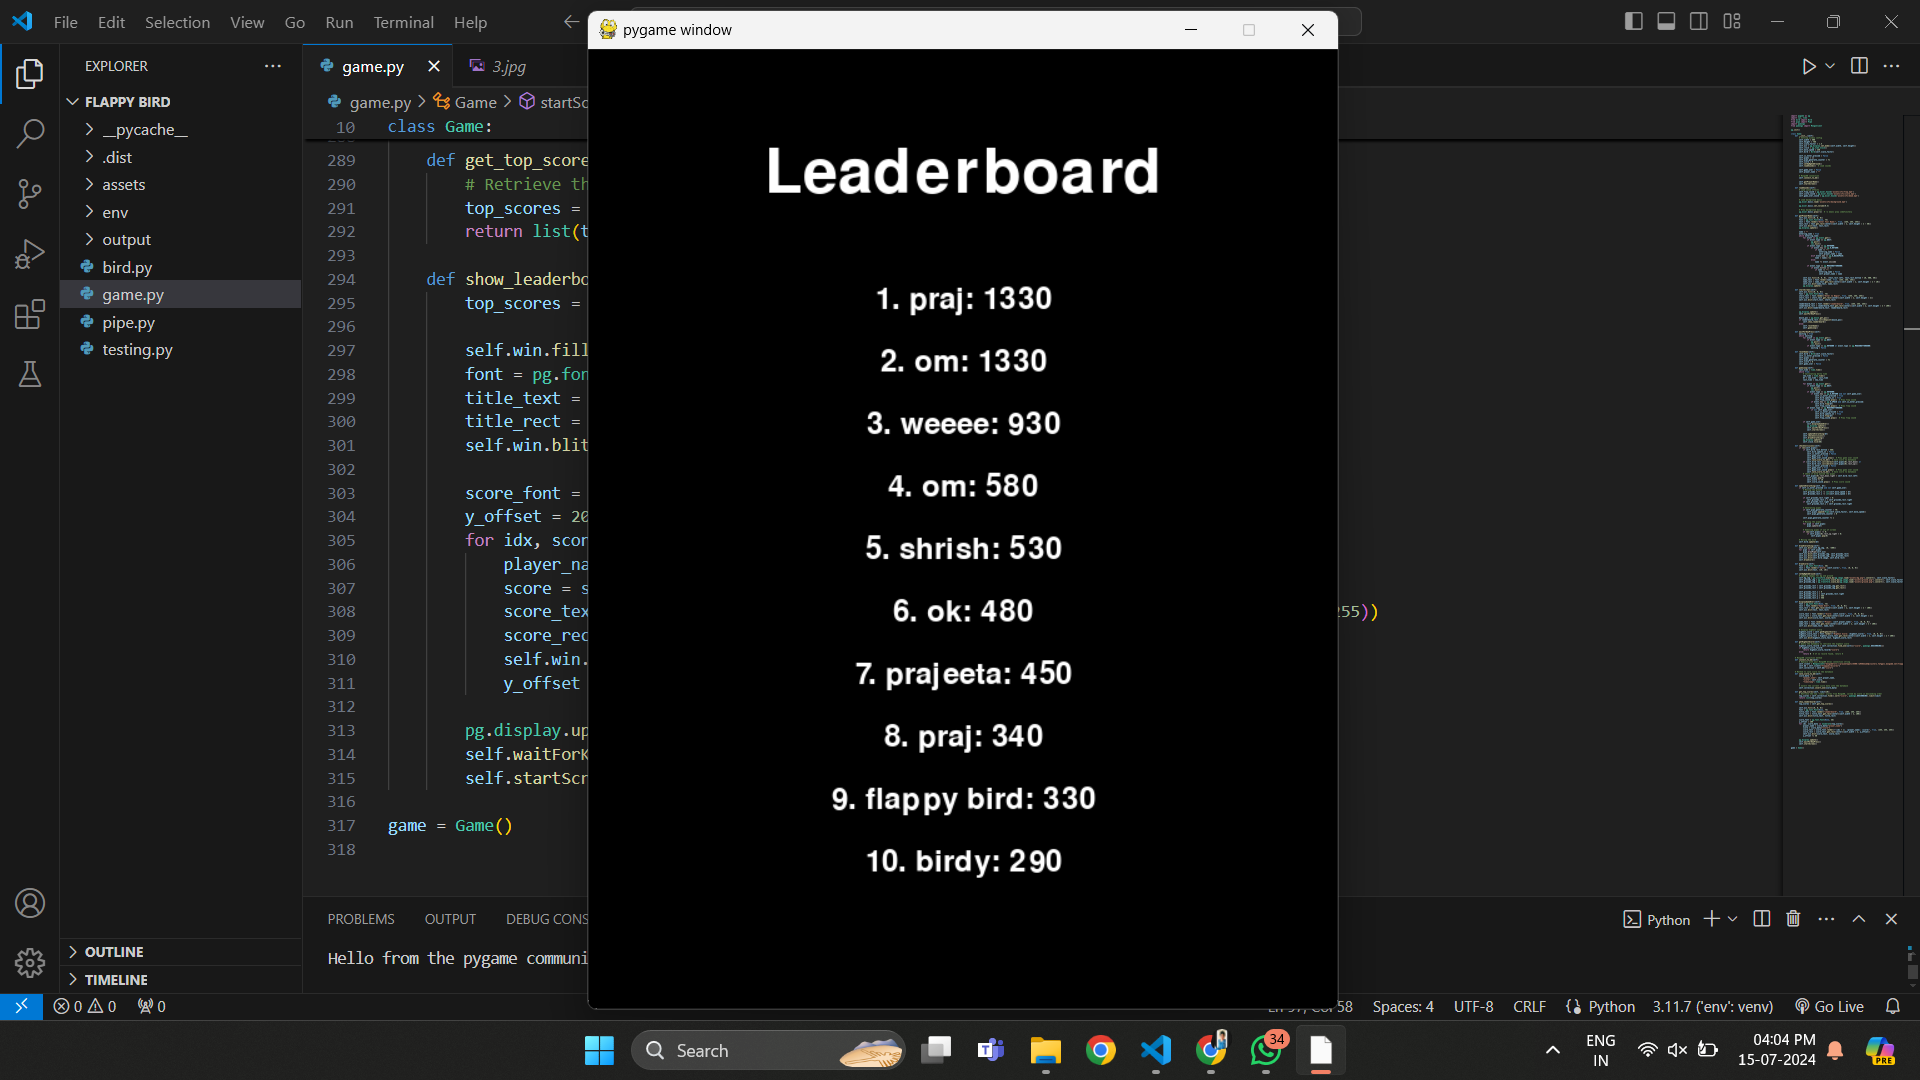 File Edit Selection View Go Run Terminal Help
pygame window
EXPLORER
game.py
3.jpg
FLAPPY BIRD
game.py > Game > startSc
__pycache__
.dist
assets
env
output
bird.py
game.py
pipe.py
testing.py
10 class Game:
289 def get_top_score
290 # Retrieve th
291 top_scores =
292 return list(t
293
294 def show_leaderbo
295 top_scores =
296
297 self.win.fill
298 font = pg.fon
299 title_text =
300 title_rect =
301 self.win.blit
302
303 score_font =
304 y_offset = 20
305 for idx, scor
306 player_na
307 score = s
308 score_tex 255))
309 score_rec
310 self.win.
311 y_offset
312
313 pg.display.up
314 self.waitForK
315 self.startScr
316
317 game = Game()
318
Leaderboard
1. praj: 1330
2. om: 1330
3. weeee: 930
4. om: 580
5. shrish: 530
6. ok: 480
7. prajeeta: 450
8. praj: 340
9. flappy bird: 330
10. birdy: 290
PROBLEMS OUTPUT DEBUG CONS
Python
Hello from the pygame communi
OUTLINE
TIMELINE
0 0 0
58 Spaces: 4 UTF-8 CRLF Python 3.11.7 ('env': venv) Go Live
Search
34
ENG
IN
04:04 PM
15-07-2024
PRE